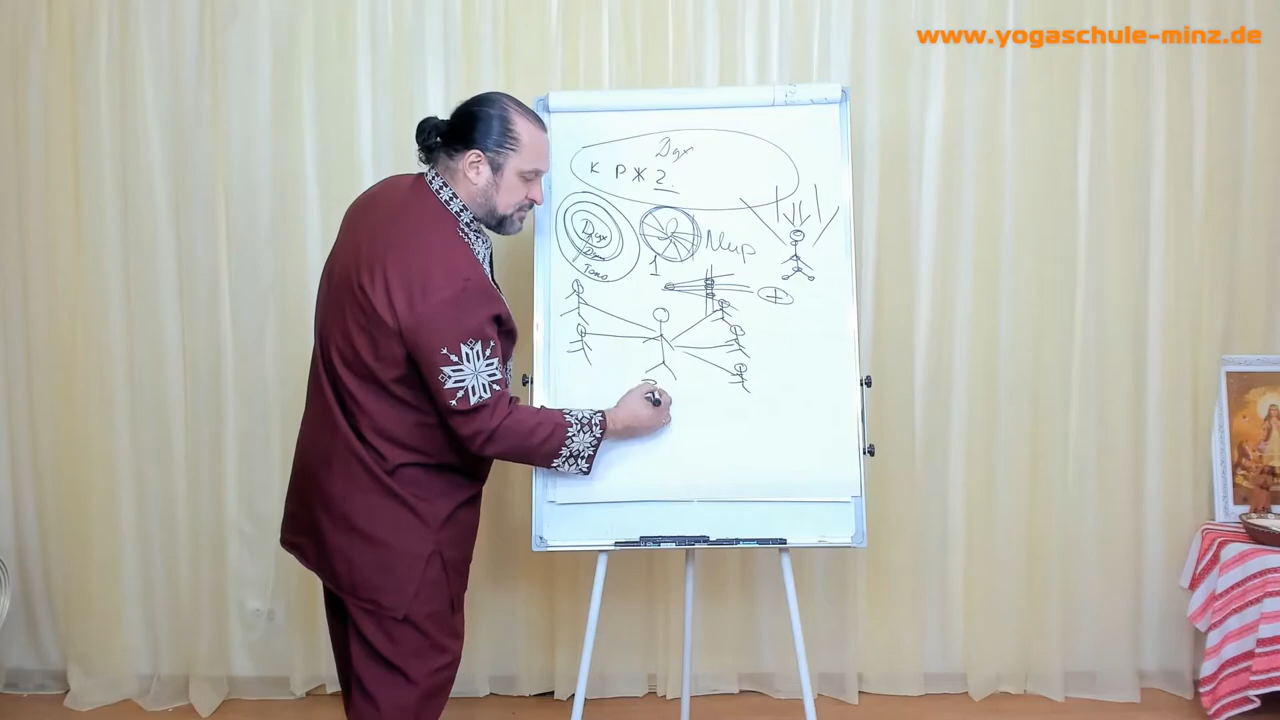 www.yogaschule-minz.de
Дух
К Р Ж 2.
Дух
Мир
Тело
1
+